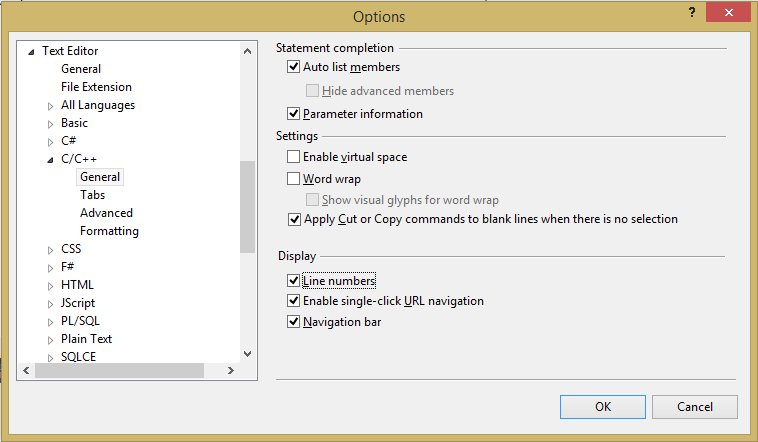 Options
?
Text Editor
General
File Extension
All Languages
Basic
C#
C/C++
General
Tabs
Advanced
Formatting
CSS
F#
HTML
JScript
PL/SQL
Plain Text
SQLCE
Statement completion
Auto list members
Hide advanced members
Parameter information
Settings
Enable virtual space
Word wrap
Show visual glyphs for word wrap
Apply Cut or Copy commands to blank lines when there is no selection
Display
Line numbers
Enable single-click URL navigation
Navigation bar
OK
Cancel